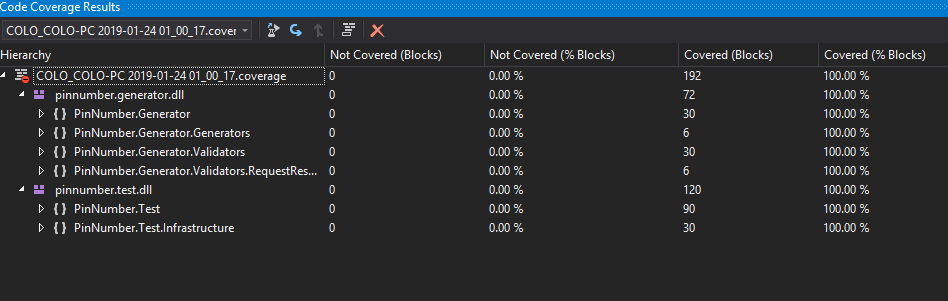 Code Coverage Results
COLO_COLO-PC 2019-01-24 01_00_17.cover
Hierarchy Not Covered (Blocks) Not Covered (% Blocks) Covered (Blocks) Covered (% Blocks)
COLO_COLO-PC 2019-01-24 01_00_17.coverage 0 0.00 % 192 100.00 %
pinnumber.generator.dll 0 0.00 % 72 100.00 %
{ } PinNumber.Generator 0 0.00 % 30 100.00 %
{ } PinNumber.Generator.Generators 0 0.00 % 6 100.00 %
{ } PinNumber.Generator.Validators 0 0.00 % 30 100.00 %
{ } PinNumber.Generator.Validators.RequestRes... 0 0.00 % 6 100.00 %
pinnumber.test.dll 0 0.00 % 120 100.00 %
{ } PinNumber.Test 0 0.00 % 90 100.00 %
{ } PinNumber.Test.Infrastructure 0 0.00 % 30 100.00 %